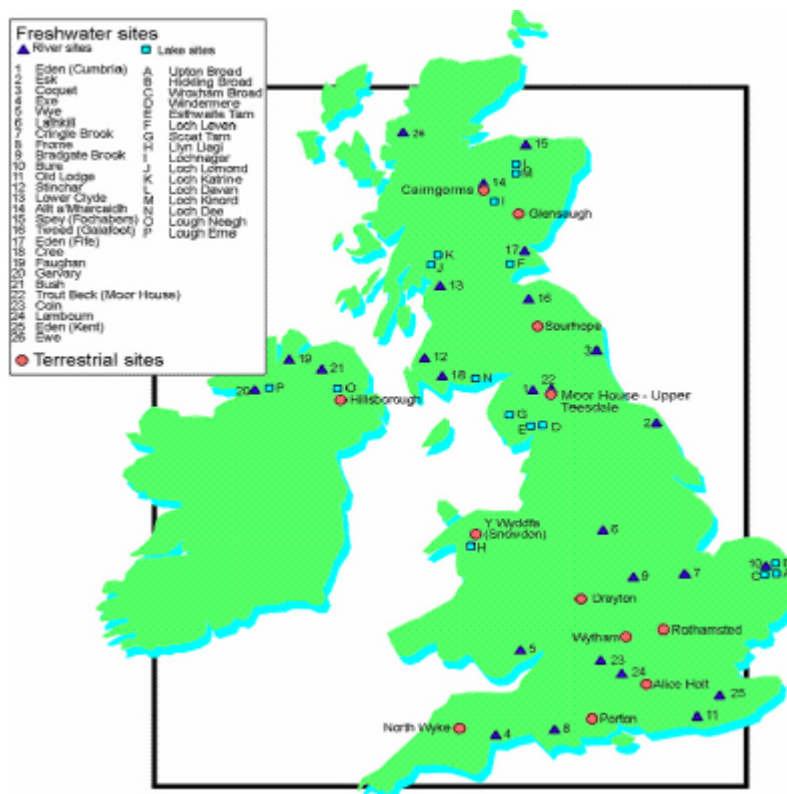 Freshwater sites
River sites
Lake sites
1 Eden (Cumbria)
2 Esk
3 Coquet
4 Exe
5 Wye
6 Lathkill
7 Cringle Brook
8 Frome
9 Bradgate Brook
10 Bure
11 Old Lodge
12 Stinchar
13 Lower Clyde
14 Allt a'Mharcaidh
15 Spey (Fochabers)
16 Tweed (Galafoot)
17 Eden (Fife)
18 Cree
19 Faughan
20 Garvary
21 Bush
22 Trout Beck (Moor House)
23 Coln
24 Lambourn
25 Eden (Kent)
26 Ewe
A Upton Broad
B Hickling Broad
C Wroxham Broad
D Windermere
E Esthwaite Tarn
F Loch Leven
G Scoat Tarn
H Llyn Llagi
I Lochnagar
J Loch Lomond
K Loch Katrine
L Loch Davan
M Loch Kinord
N Loch Dee
O Lough Neagh
P Lough Erne
Terrestrial sites
26
15
L
M
14
Cairngorms
I
Glensaugh
17
K
J
F
13
16
Sourhope
3
19
21
12
18
N
20
P
O
Hillsborough
1
22
Moor House - Upper
Teesdale
G
E
D
2
Y Wyddfa
(Snowdon)
H
6
10
B
C
A
9
7
Drayton
Wytham
Rothamsted
5
23
24
Alice Holt
25
North Wyke
4
8
Porton
11